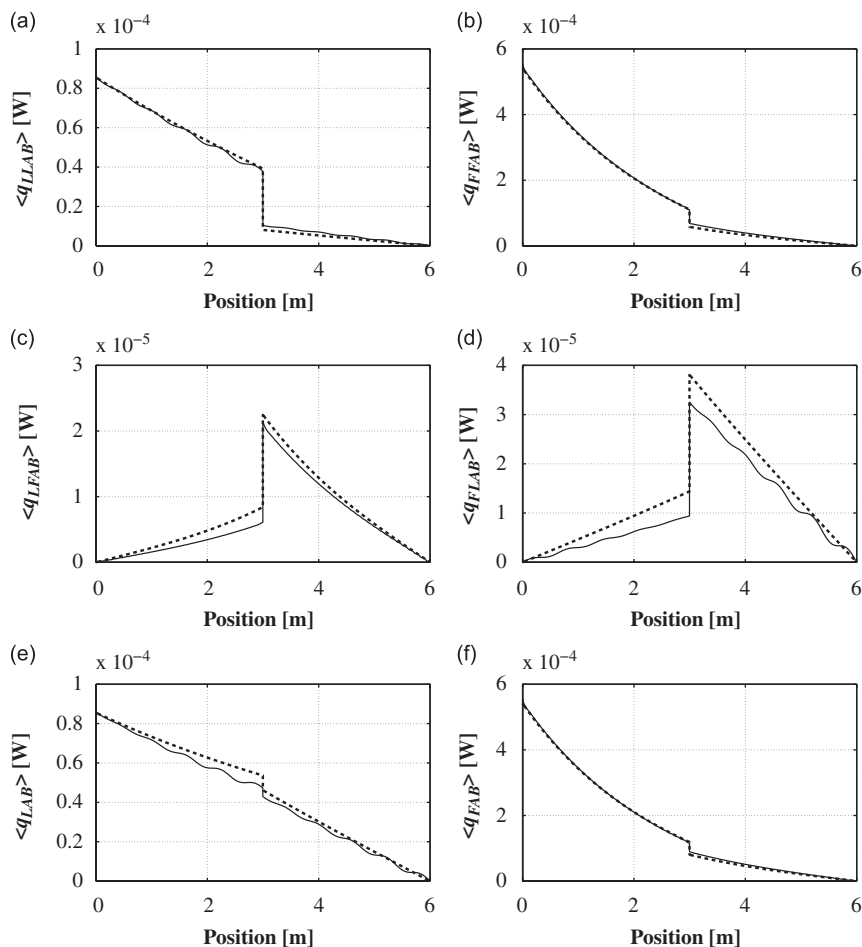 (a)
x 10⁻⁴
1
0.8
0.6
0.4
0.2
0
<q_LLAB> [W]
0 2 4 6
Position [m]
(b)
x 10⁻⁴
6
4
2
0
<q_FFAB> [W]
0 2 4 6
Position [m]
(c)
x 10⁻⁵
3
2
1
0
<q_LFAB> [W]
0 2 4 6
Position [m]
(d)
x 10⁻⁵
4
3
2
1
0
<q_FLAB> [W]
0 2 4 6
Position [m]
(e)
x 10⁻⁴
1
0.8
0.6
0.4
0.2
0
<q_LAB> [W]
0 2 4 6
Position [m]
(f)
x 10⁻⁴
6
4
2
0
<q_FAB> [W]
0 2 4 6
Position [m]